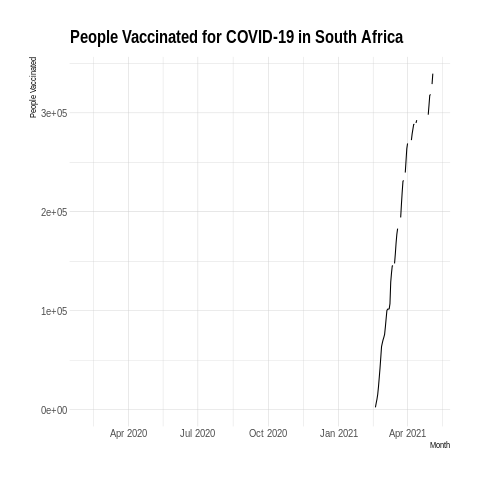 People Vaccinated for COVID-19 in South Africa
People Vaccinated
3e+05
2e+05
1e+05
0e+00
Apr 2020 Jul 2020 Oct 2020 Jan 2021 Apr 2021
Month